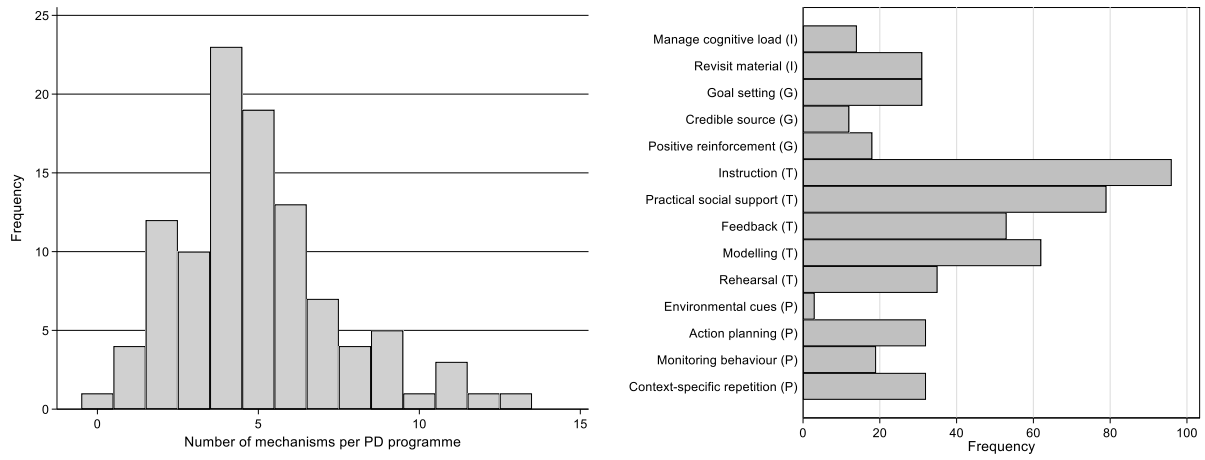 25
20
15
10
5
0
Frequency
0 5 10 15
Number of mechanisms per PD programme
Manage cognitive load (I)
Revisit material (I)
Goal setting (G)
Credible source (G)
Positive reinforcement (G)
Instruction (T)
Practical social support (T)
Feedback (T)
Modelling (T)
Rehearsal (T)
Environmental cues (P)
Action planning (P)
Monitoring behaviour (P)
Context-specific repetition (P)
0 20 40 60 80 100
Frequency